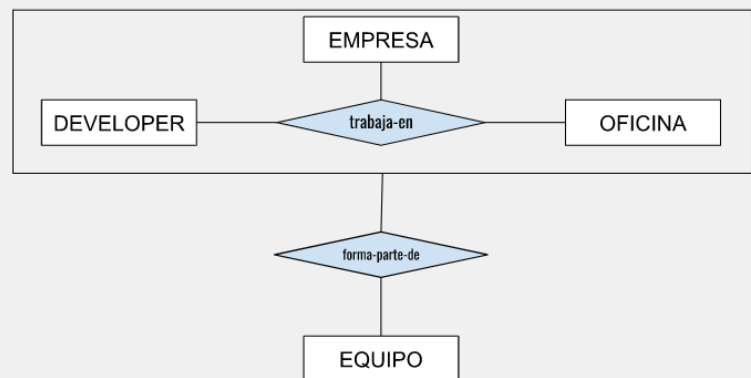 EMPRESA
DEVELOPER
trabaja-en
OFICINA
forma-parte-de
EQUIPO